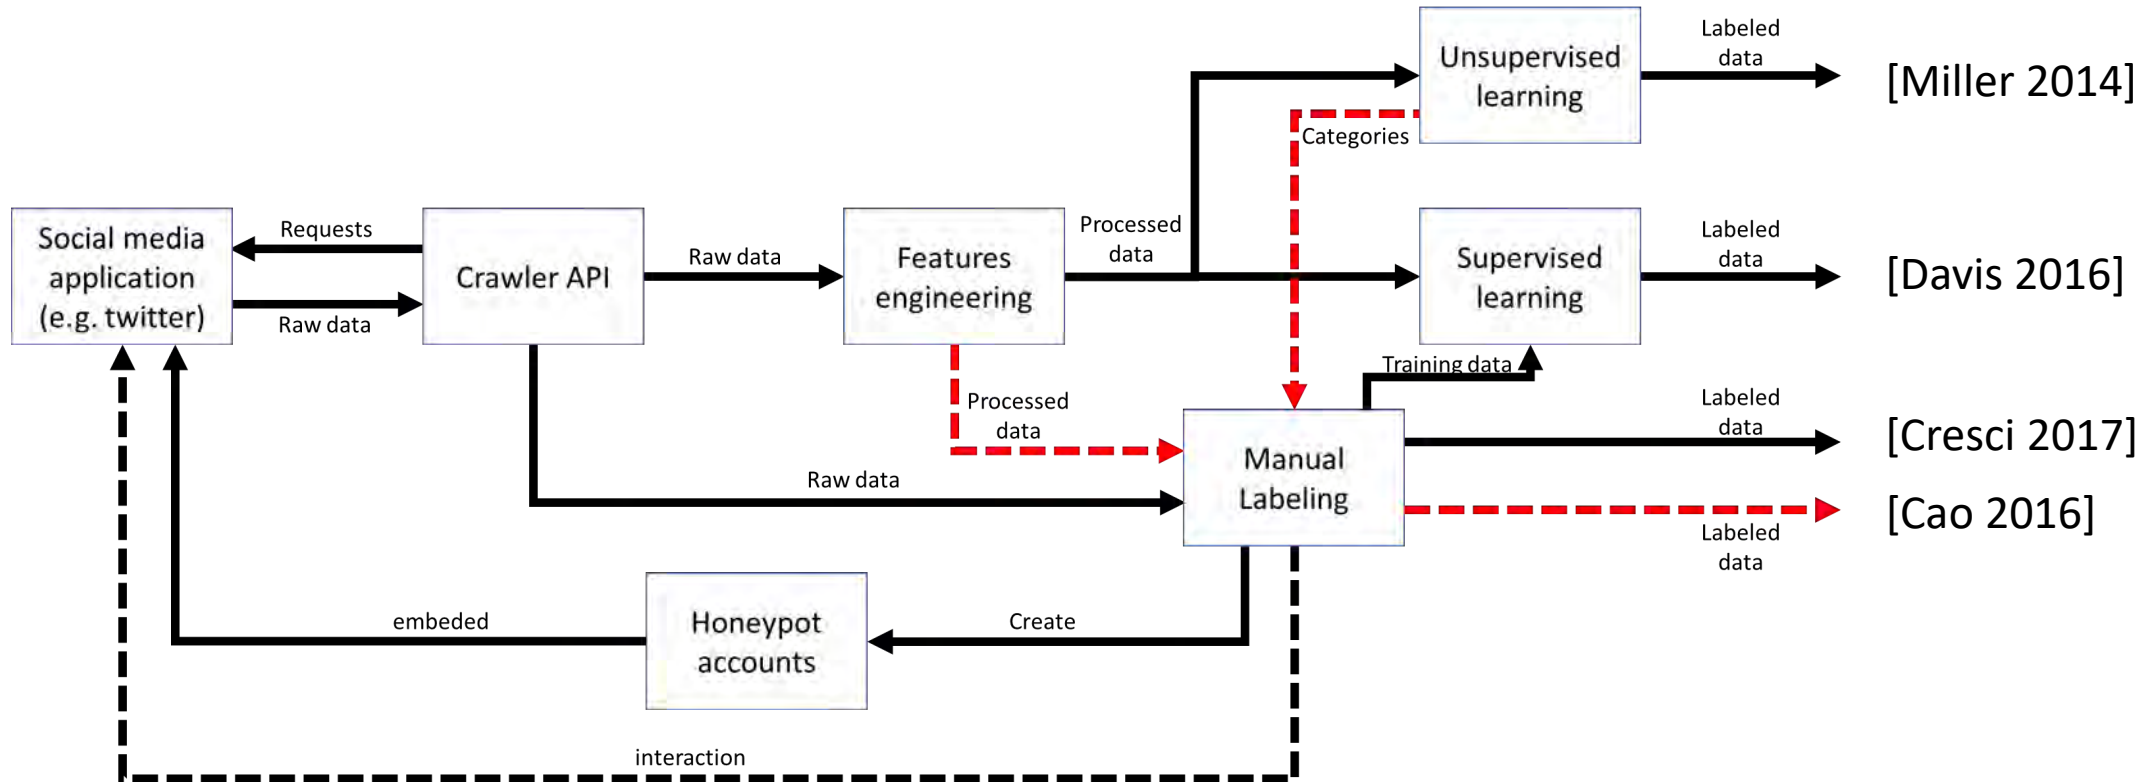 Unsupervised
learning
Labeled
data
[Miller 2014]
Categories
Social media
application
(e.g. twitter)
Requests
Raw data
Crawler API
Raw data
Features
engineering
Processed
data
Supervised
learning
Labeled
data
[Davis 2016]
Training data
Processed
data
Raw data
Manual
Labeling
Labeled
data
[Cresci 2017]
[Cao 2016]
Labeled
data
embeded
Honeypot
accounts
Create
interaction